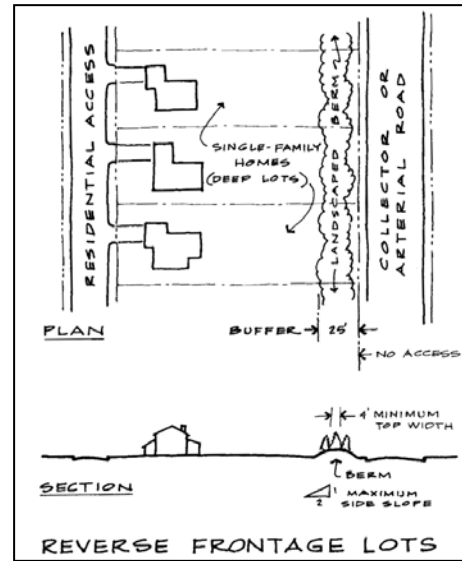 RESIDENTIAL ACCESS
SINGLE-FAMILY
HOMES
(DEEP LOTS)
LANDSCAPED BERM
COLLECTOR OR
ARTERIAL ROAD
PLAN
BUFFER 25'
NO ACCESS
4' MINIMUM
TOP WIDTH
BERM
SECTION
1
2
MAXIMUM
SIDE SLOPE
REVERSE FRONTAGE LOTS